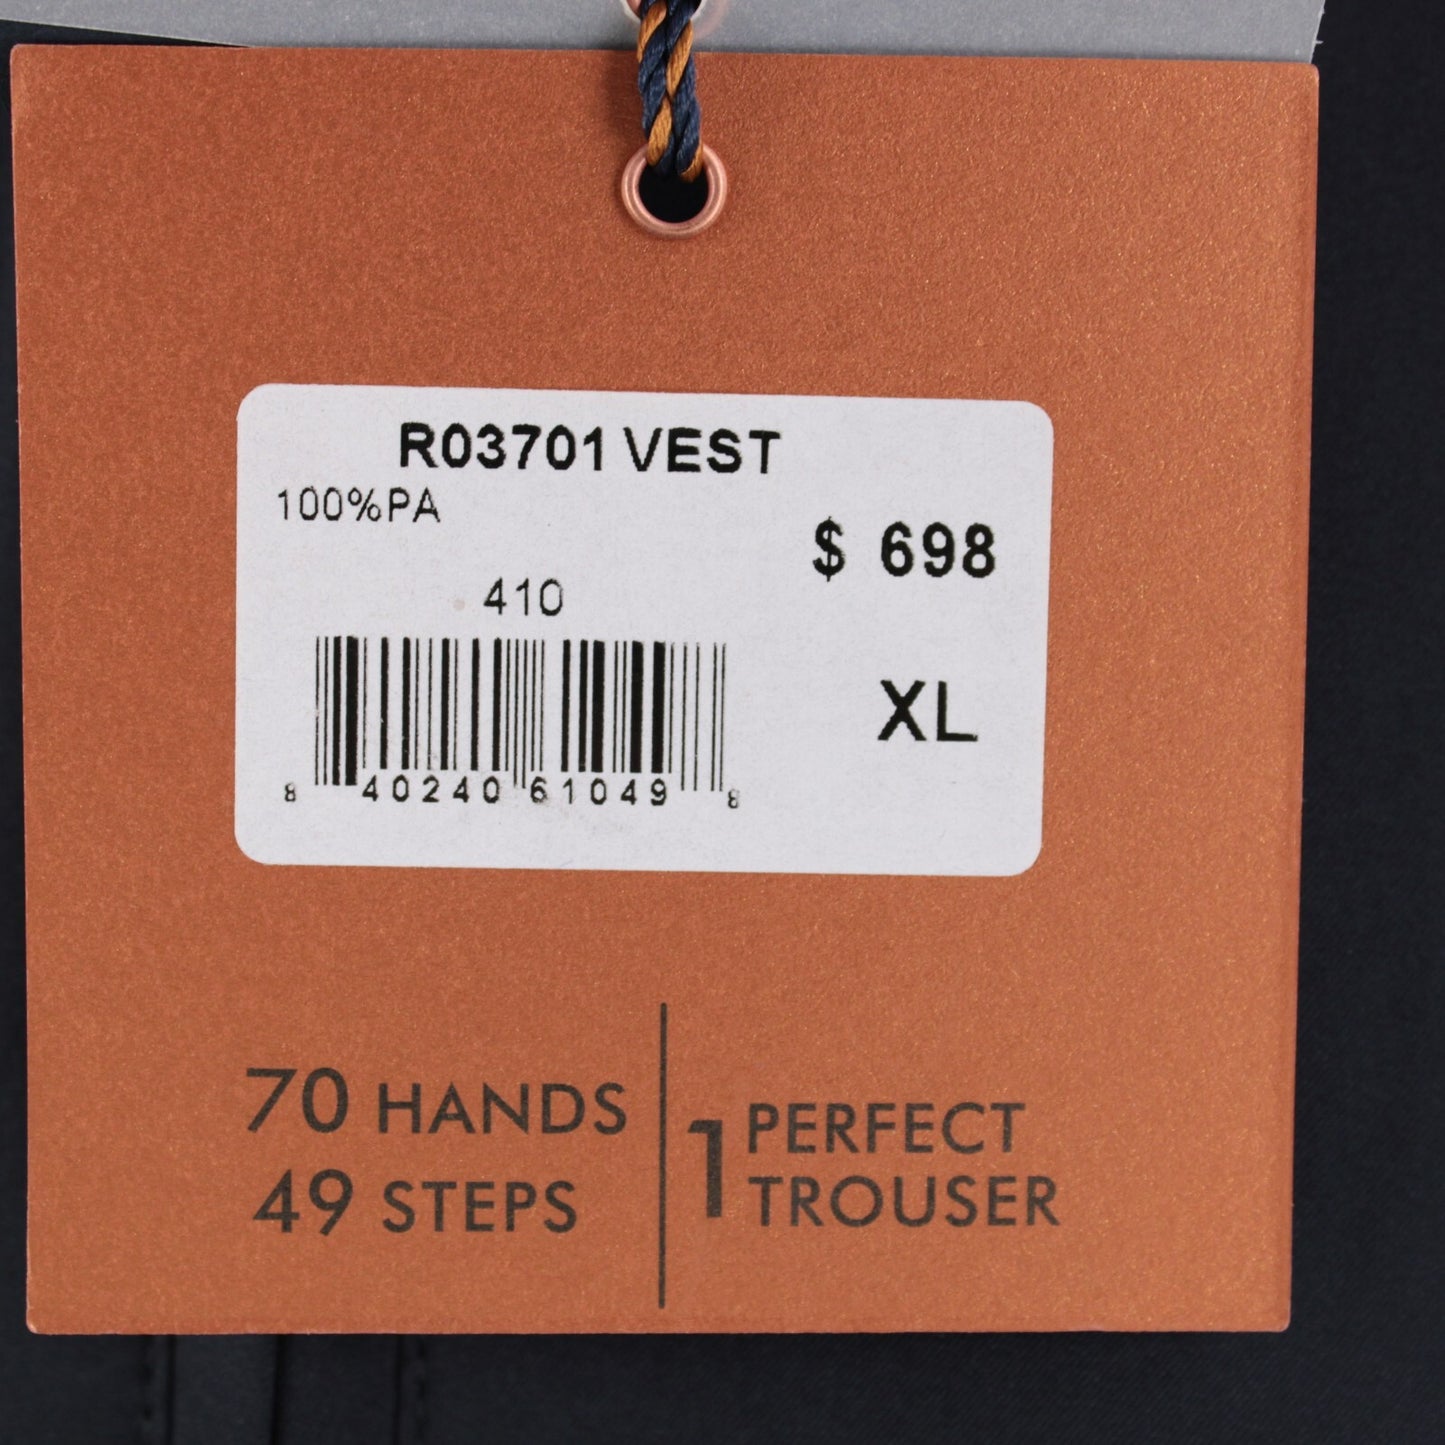 R03701 VEST
100%PA
$ 698
410
XL
8 40240 61049 8
70 HANDS
49 STEPS
1 PERFECT
TROUSER